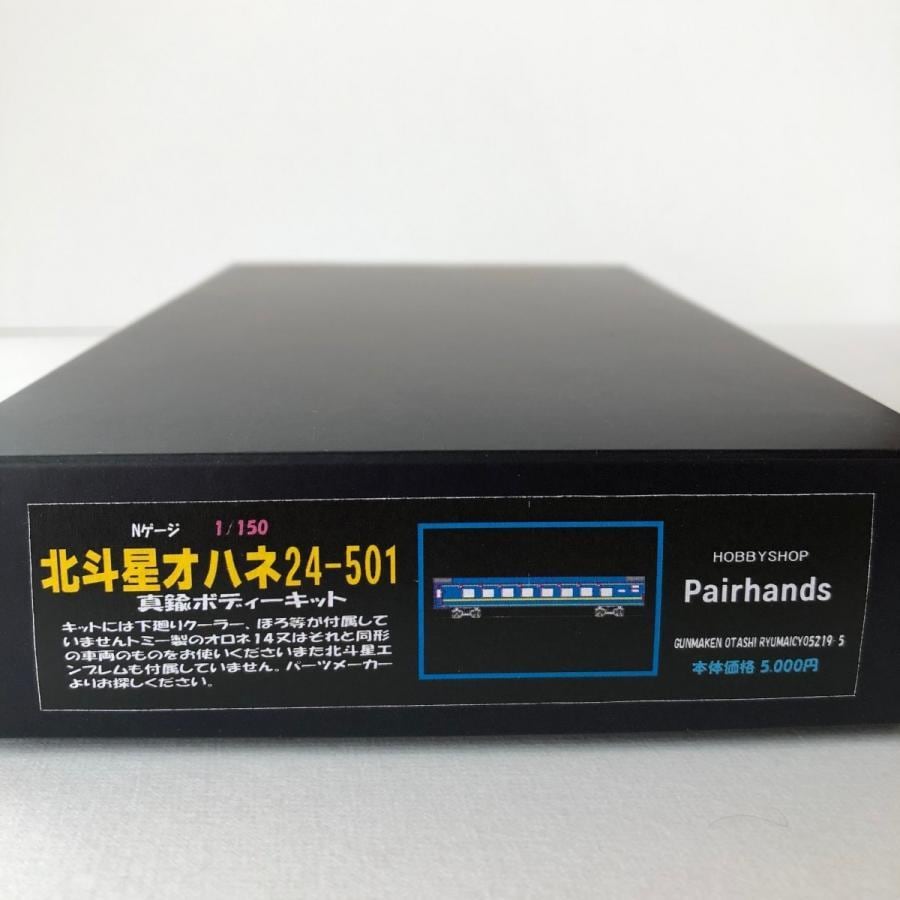 Nゲージ 1/150
北斗星オハネ24-501
真鍮ボディーキット
キットには下廻りクーラー、ほろ等が付属して
いませんトミー製のオロネ14又はそれと同形
の車両のものをお使いくださいまた北斗星エ
ンブレムも付属していません。パーツメーカー
よりお探しください。
HOBBYSHOP
Pairhands
GUNMAKEN OTASHI RYUMAICYO5219-5
本体価格 5.000円